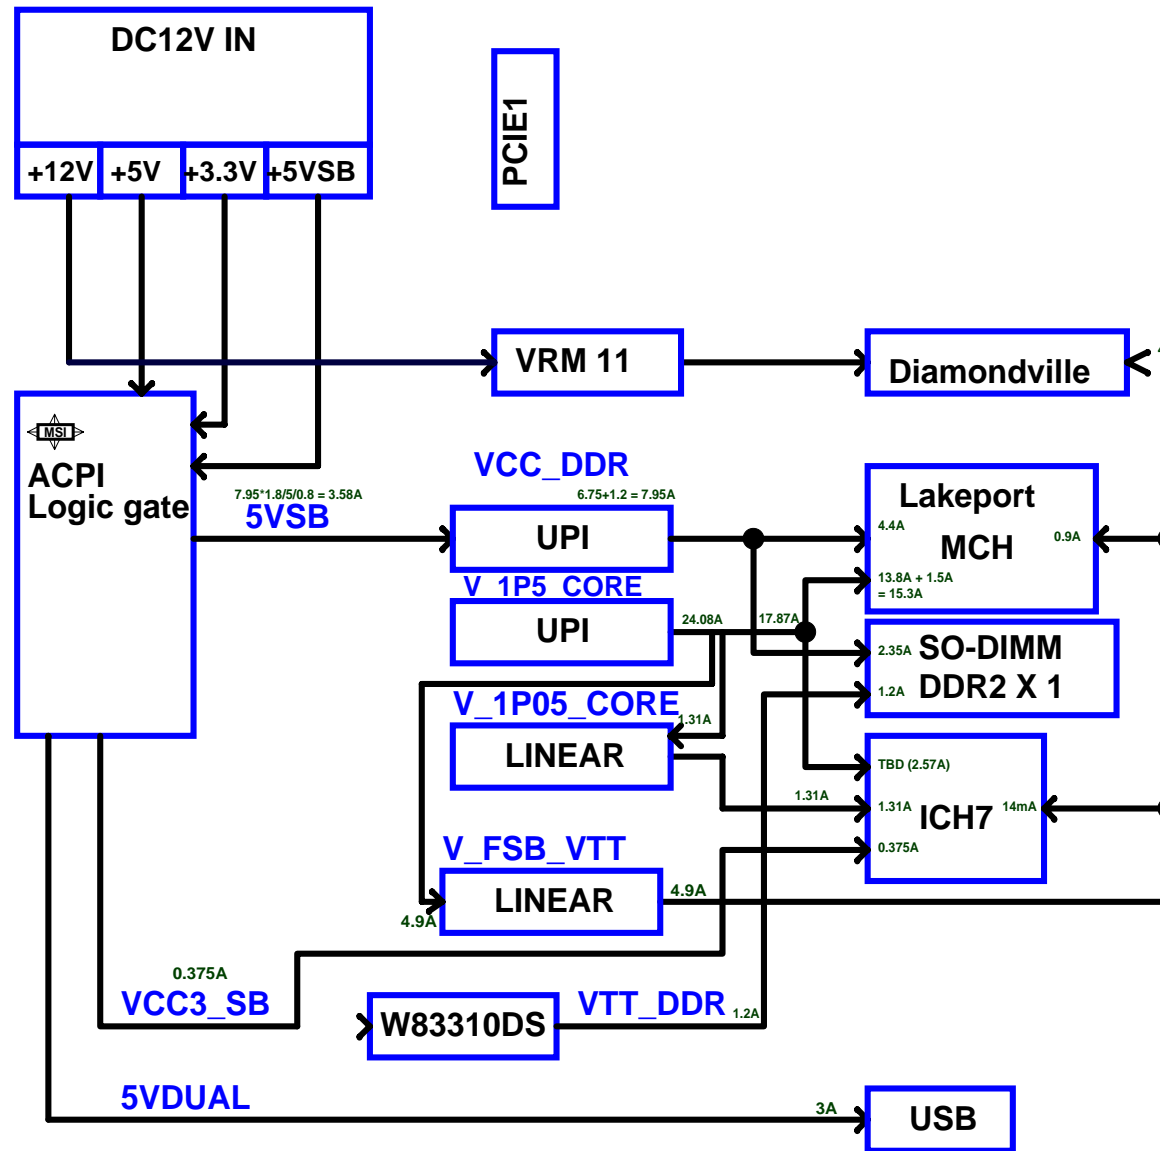 DC12V IN
+12V
+5V
+3.3V
+5VSB
PCIE1
VRM 11
Diamondville
MSI
ACPI
Logic gate
7.95*1.8/5/0.8 = 3.58A
5VSB
VCC_DDR
6.75+1.2 = 7.95A
UPI
V_1P5_CORE
UPI
24.08A
17.87A
Lakeport
MCH
4.4A
0.9A
13.8A + 1.5A
= 15.3A
2.35A
SO-DIMM
DDR2 X 1
1.2A
V_1P05_CORE
1.31A
LINEAR
1.31A
TBD (2.57A)
1.31A
ICH7
14mA
0.375A
V_FSB_VTT
LINEAR
4.9A
4.9A
0.375A
VCC3_SB
W83310DS
VTT_DDR
1.2A
5VDUAL
3A
USB